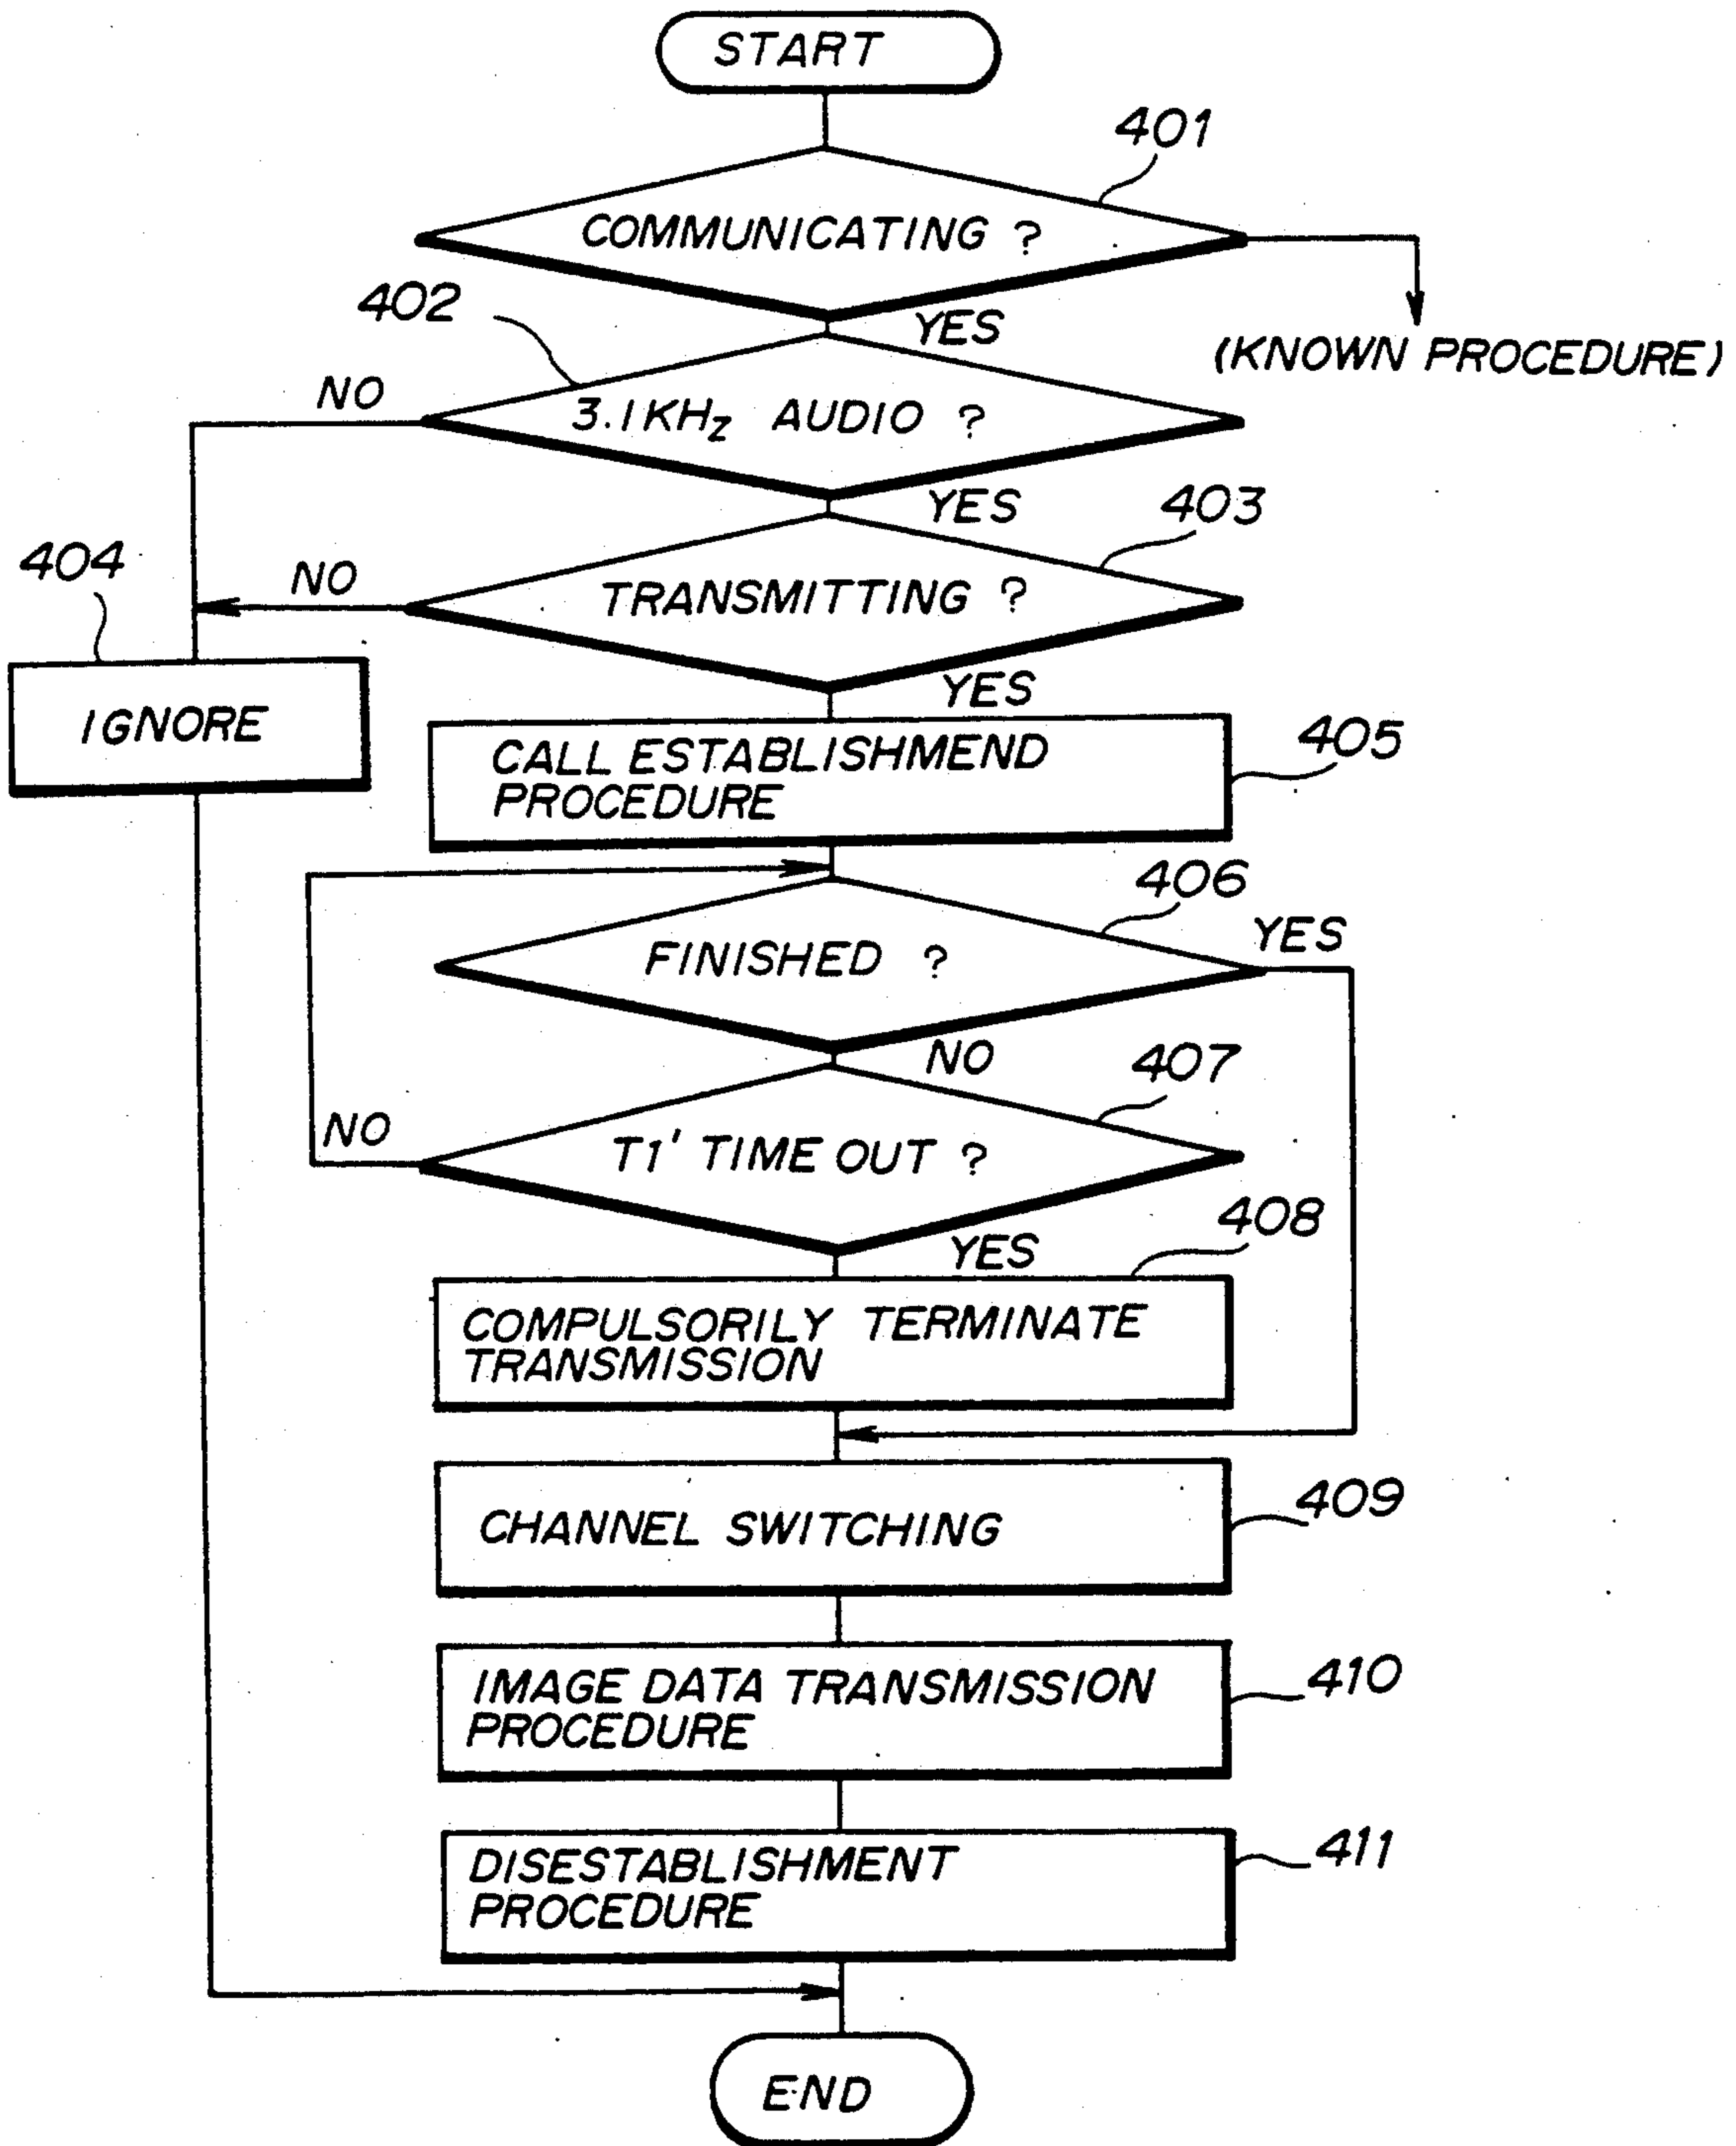 START
401
COMMUNICATING ?
402
YES
(KNOWN PROCEDURE)
NO
3.1KHz AUDIO ?
YES
403
404
NO
TRANSMITTING ?
YES
IGNORE
CALL ESTABLISHMEND
PROCEDURE
405
406
YES
FINISHED ?
NO
407
NO
T1' TIME OUT ?
408
YES
COMPULSORILY TERMINATE
TRANSMISSION
CHANNEL SWITCHING
409
IMAGE DATA TRANSMISSION
PROCEDURE
410
DISESTABLISHMENT
PROCEDURE
411
END